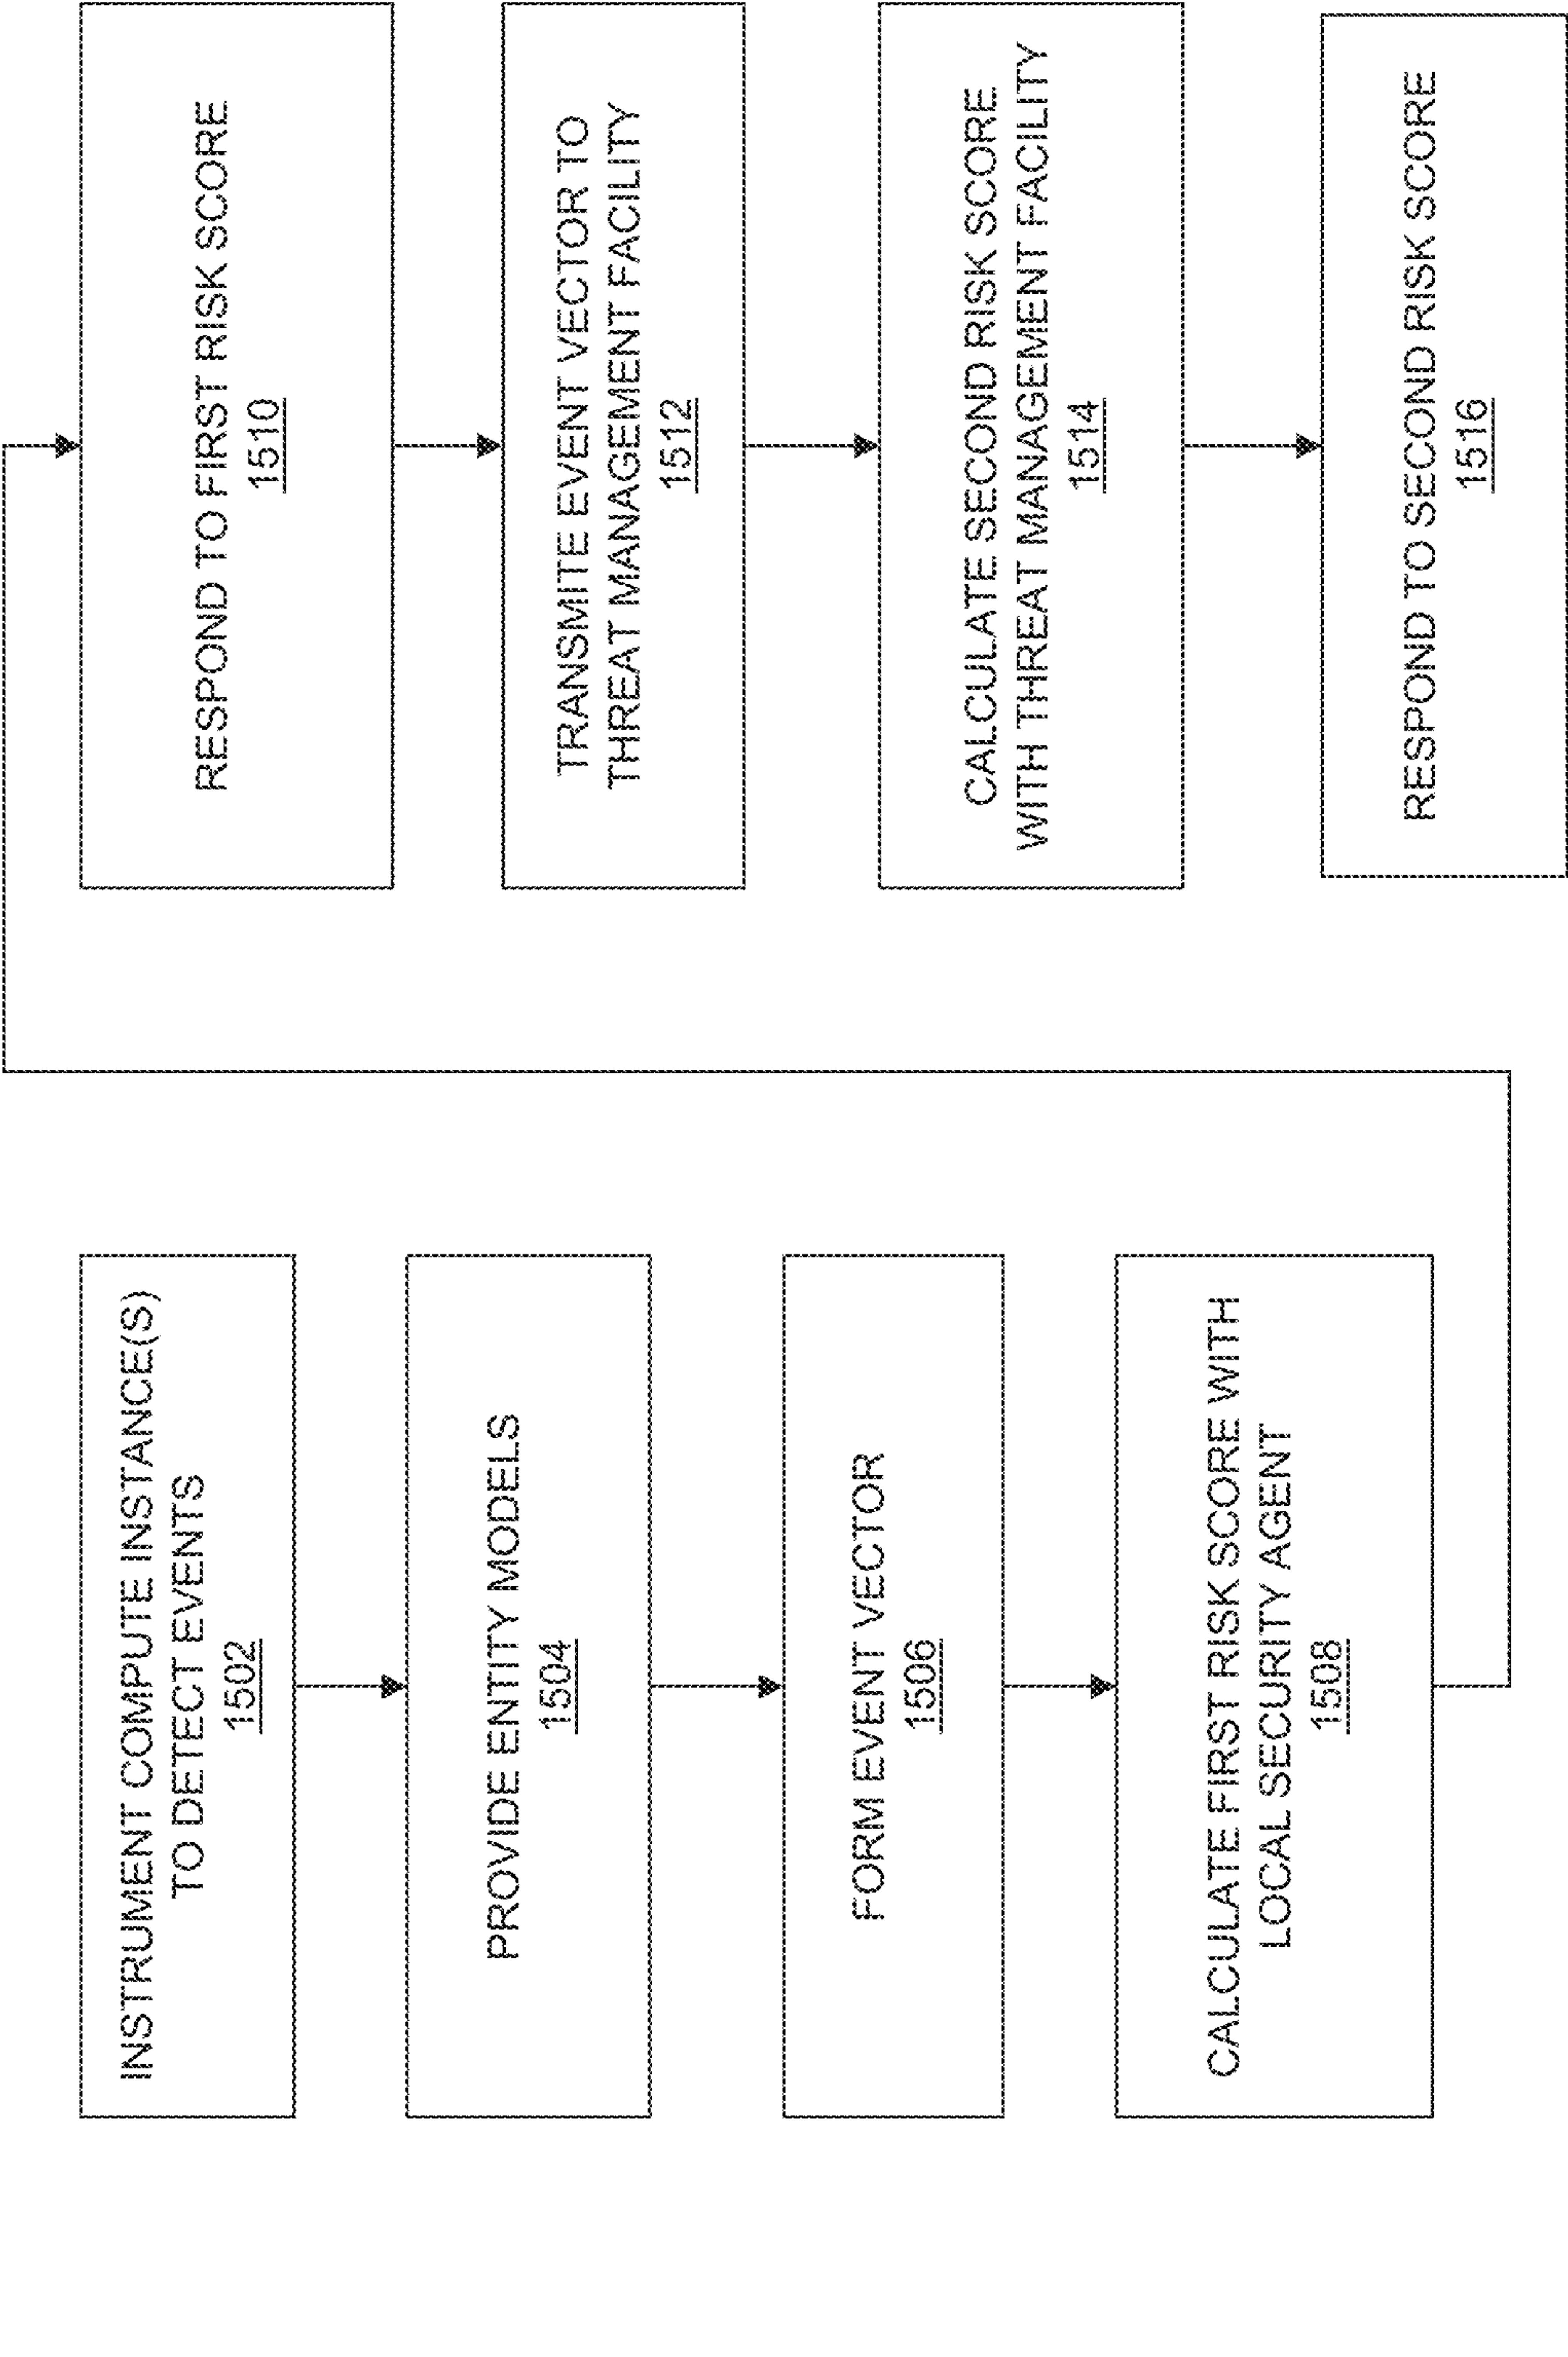 INSTRUMENT COMPUTE INSTANCE(S)
TO DETECT EVENTS
1502
PROVIDE ENTITY MODELS
1504
FORM EVENT VECTOR
1506
CALCULATE FIRST RISK SCORE WITH
LOCAL SECURITY AGENT
1508
RESPOND TO FIRST RISK SCORE
1510
TRANSMITE EVENT VECTOR TO
THREAT MANAGEMENT FACILITY
1512
CALCULATE SECOND RISK SCORE
WITH THREAT MANAGEMENT FACILITY
1514
RESPOND TO SECOND RISK SCORE
1516